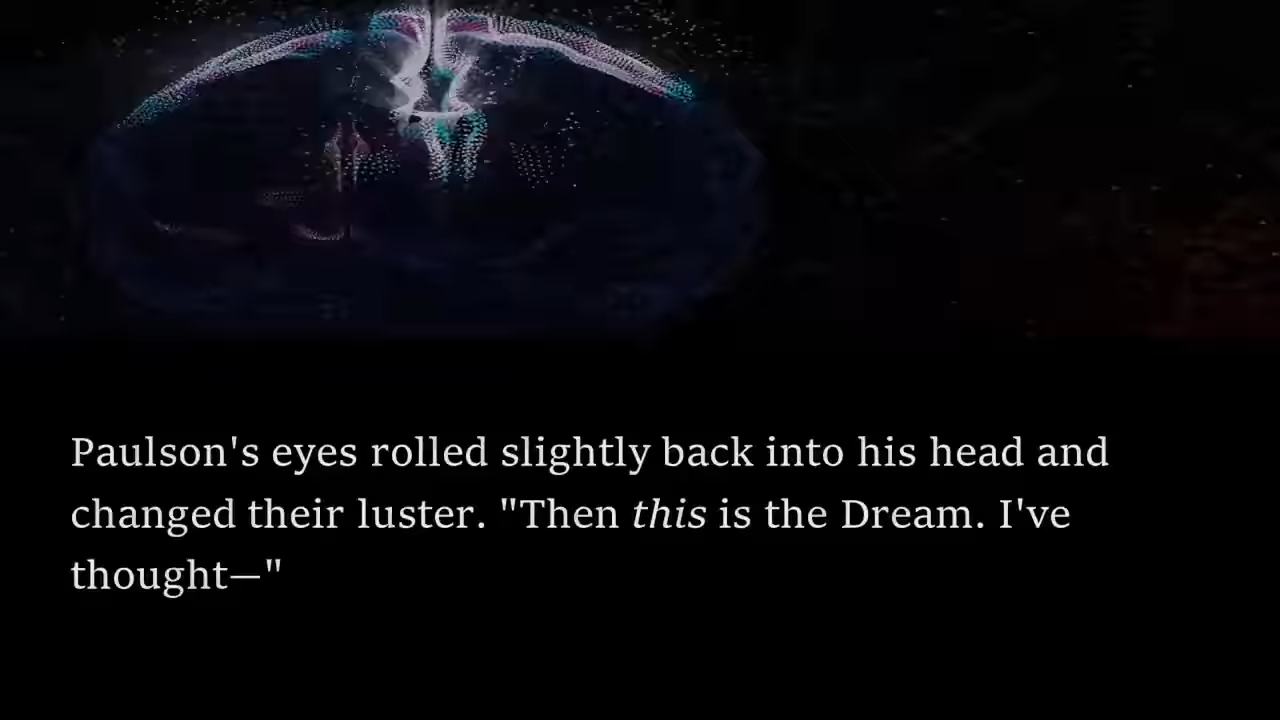 Paulson's eyes rolled slightly back into his head and
changed their luster. "Then this is the Dream. I've
thought—"